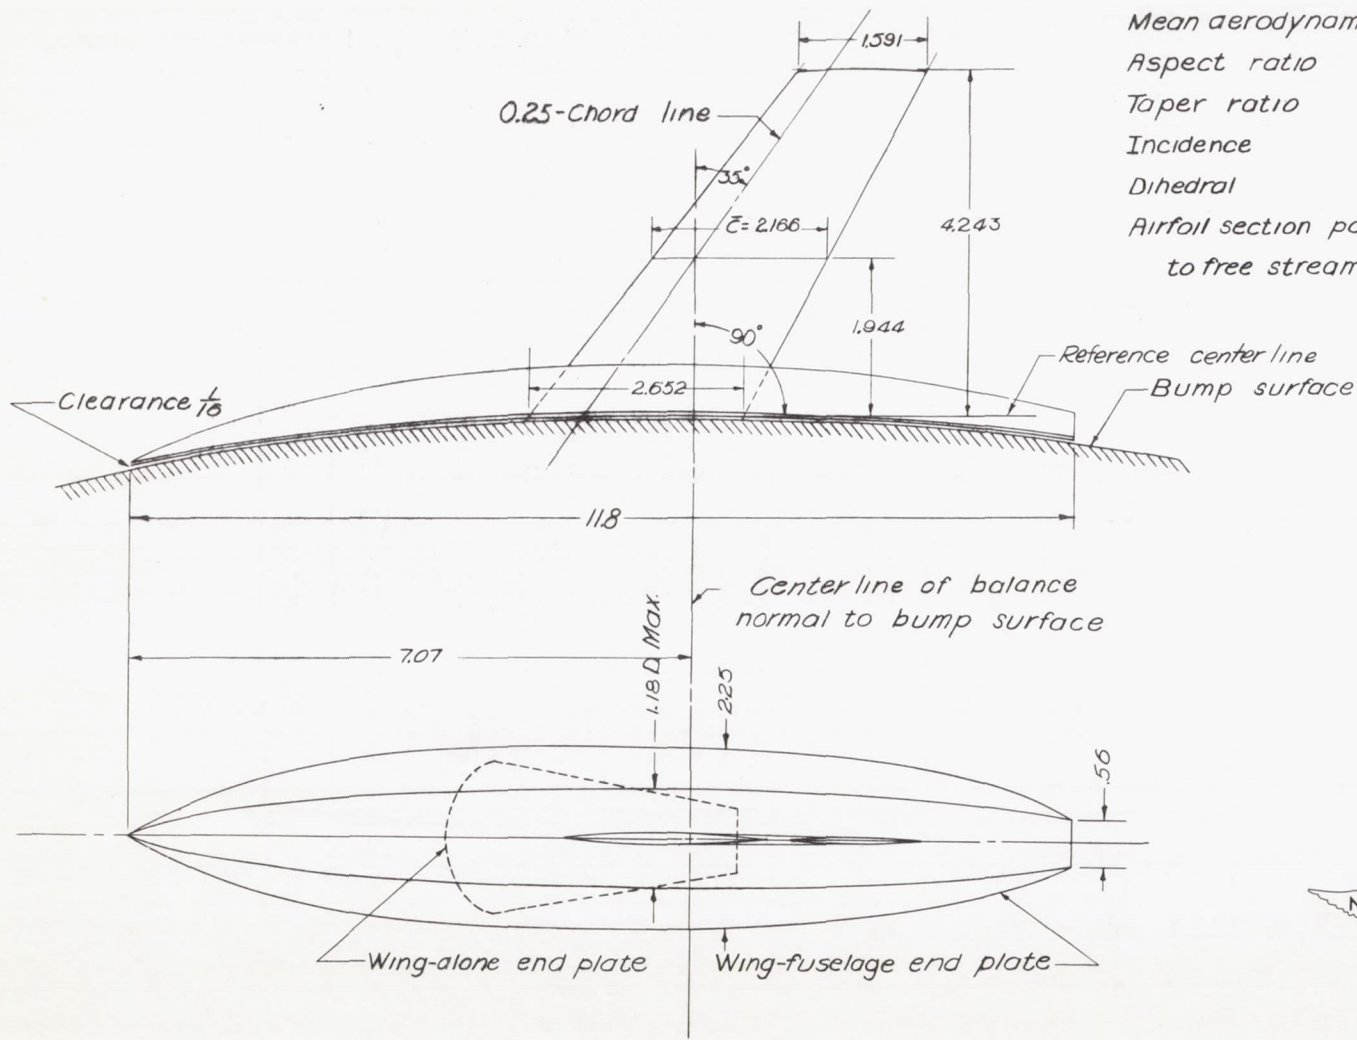 Mean aerodynam
Aspect ratio
Taper ratio
Incidence
Dihedral
Airfoil section pa
to free stream
1.591
0.25-Chord line
35°
c̄=2.166
4.243
1.944
90°
Reference center line
Bump surface
2.652
Clearance 1/16
11.8
Center line of balance
normal to bump surface
7.07
1.18 D. Max.
2.25
.56
Wing-alone end plate
Wing-fuselage end plate
N